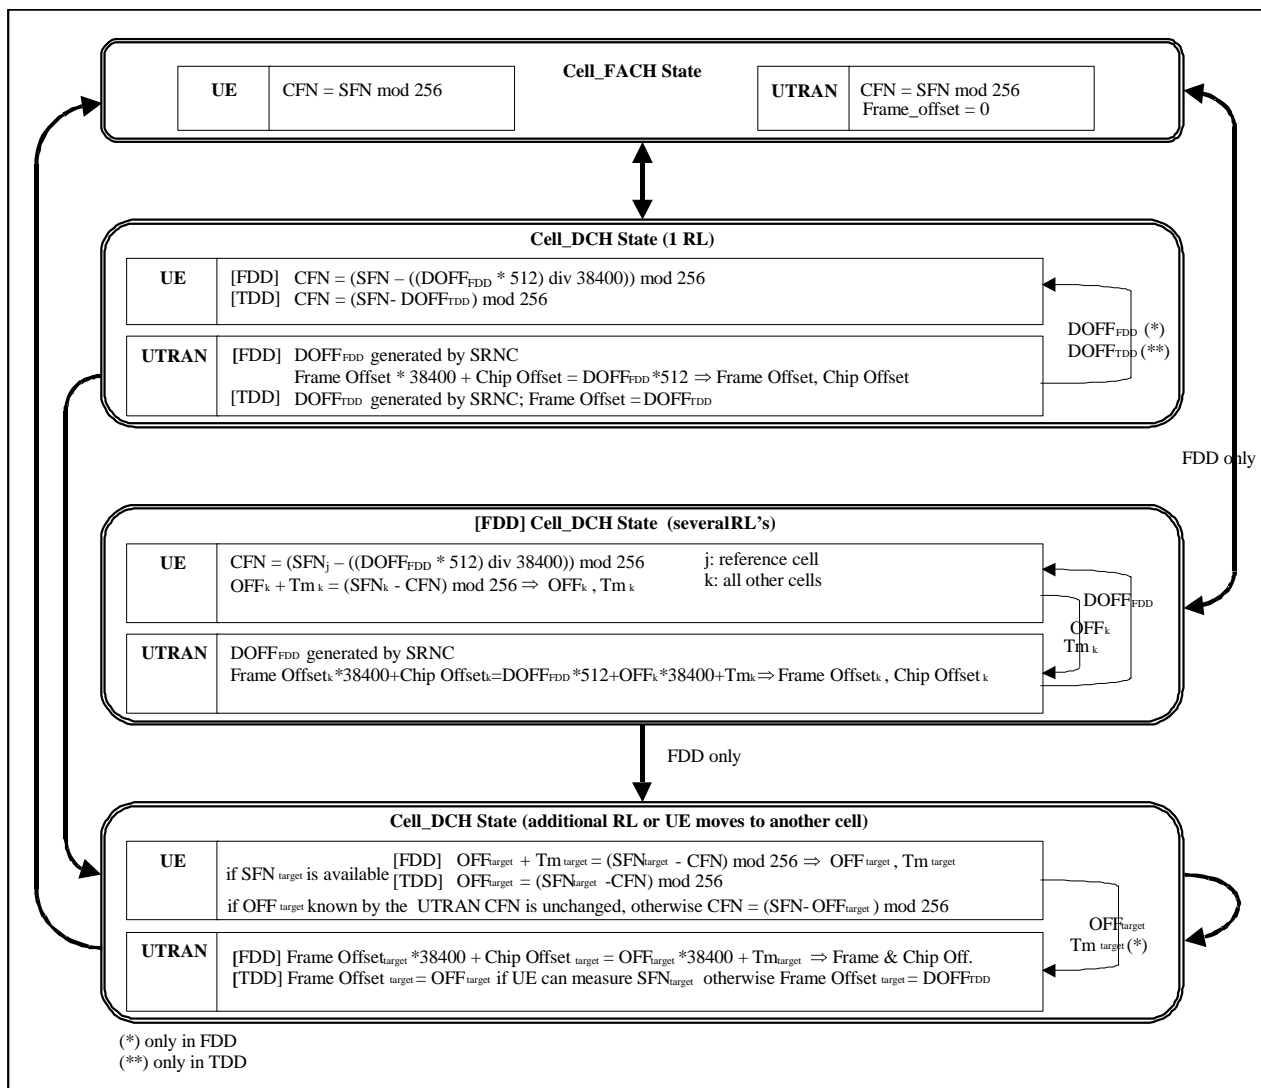 Cell_FACH State
UE CFN = SFN mod 256
UTRAN CFN = SFN mod 256
Frame_offset = 0
Cell_DCH State (1 RL)
UE [FDD] CFN = (SFN – ((DOFFFDD * 512) div 38400)) mod 256
[TDD] CFN = (SFN- DOFFTDD ) mod 256
UTRAN [FDD] DOFFFDD generated by SRNC
Frame Offset * 38400 + Chip Offset = DOFFFDD *512 ⇒ Frame Offset, Chip Offset
[TDD] DOFFTDD generated by SRNC; Frame Offset = DOFFTDD
DOFFFDD (*)
DOFFTDD (**)
FDD only
[FDD] Cell_DCH State (severalRL's)
UE CFN = (SFNj – ((DOFFFDD * 512) div 38400)) mod 256 j: reference cell
OFFk + Tm k = (SFNk - CFN) mod 256 ⇒ OFFk , Tm k k: all other cells
UTRAN DOFFFDD generated by SRNC
Frame Offsetk*38400+Chip Offsetk=DOFFFDD *512+OFFk*38400+Tmk ⇒ Frame Offsetk , Chip Offset k
DOFFFDD
OFFk
Tm k
FDD only
Cell_DCH State (additional RL or UE moves to another cell)
UE if SFN target is available [FDD] OFFtarget + Tm target = (SFNtarget - CFN) mod 256 ⇒ OFF target , Tm target
[TDD] OFFtarget = (SFNtarget -CFN) mod 256
if OFF target known by the UTRAN CFN is unchanged, otherwise CFN = (SFN- OFFtarget ) mod 256
UTRAN [FDD] Frame Offsettarget *38400 + Chip Offset target = OFFtarget *38400 + Tmtarget ⇒ Frame & Chip Off.
[TDD] Frame Offset target = OFF target if UE can measure SFNtarget otherwise Frame Offset target = DOFFTDD
OFFtarget
Tm target (*)
(*) only in FDD
(**) only in TDD